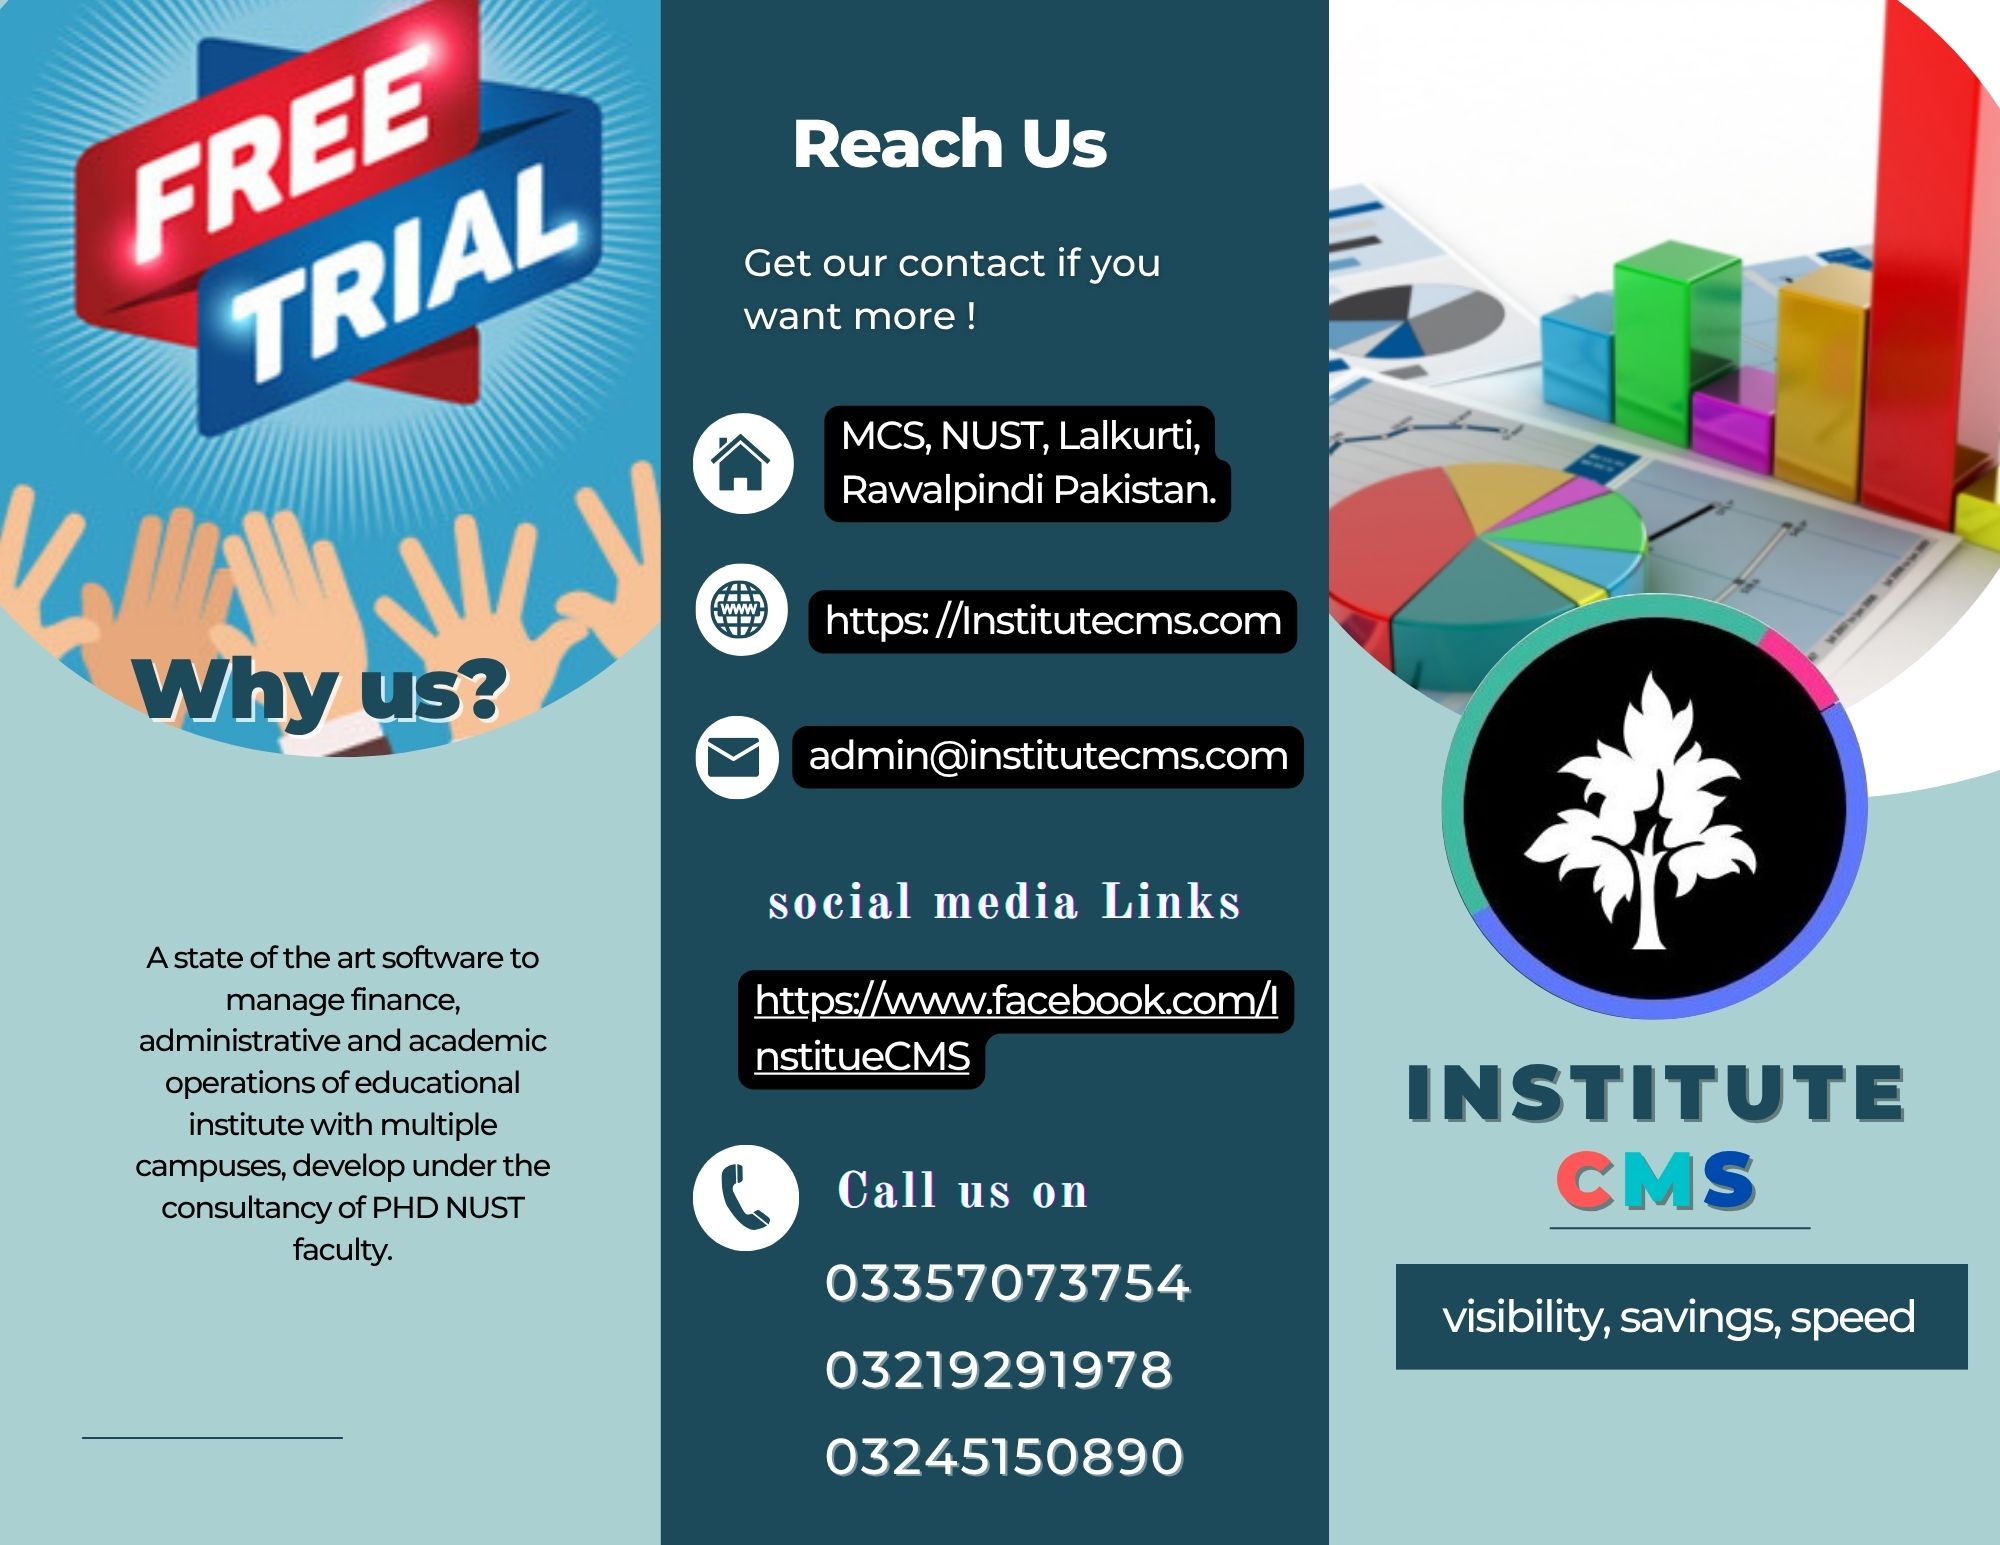 FREE
TRIAL
Why us?
A state of the art software to
manage finance,
administrative and academic
operations of educational
institute with multiple
campuses, develop under the
consultancy of PHD NUST
faculty.
Reach Us
Get our contact if you
want more !
MCS, NUST, Lalkurti,
Rawalpindi Pakistan.
www
https: //Institutecms.com
admin@institutecms.com
social media Links
https://www.facebook.com/I
nstitueCMS
Call us on
03357073754
03219291978
03245150890
INSTITUTE
CMS
visibility, savings, speed